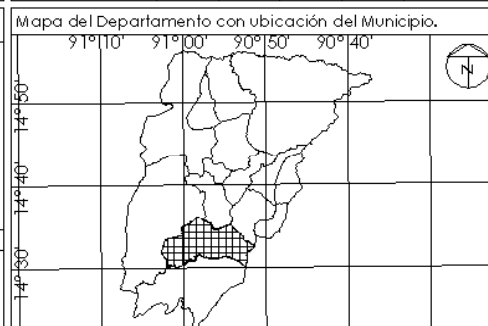 Mapa del Departamento con ubicación del Municipio.
91°10' 91°00' 90°50' 90°40'
N
14°50'
14°40'
14°30'